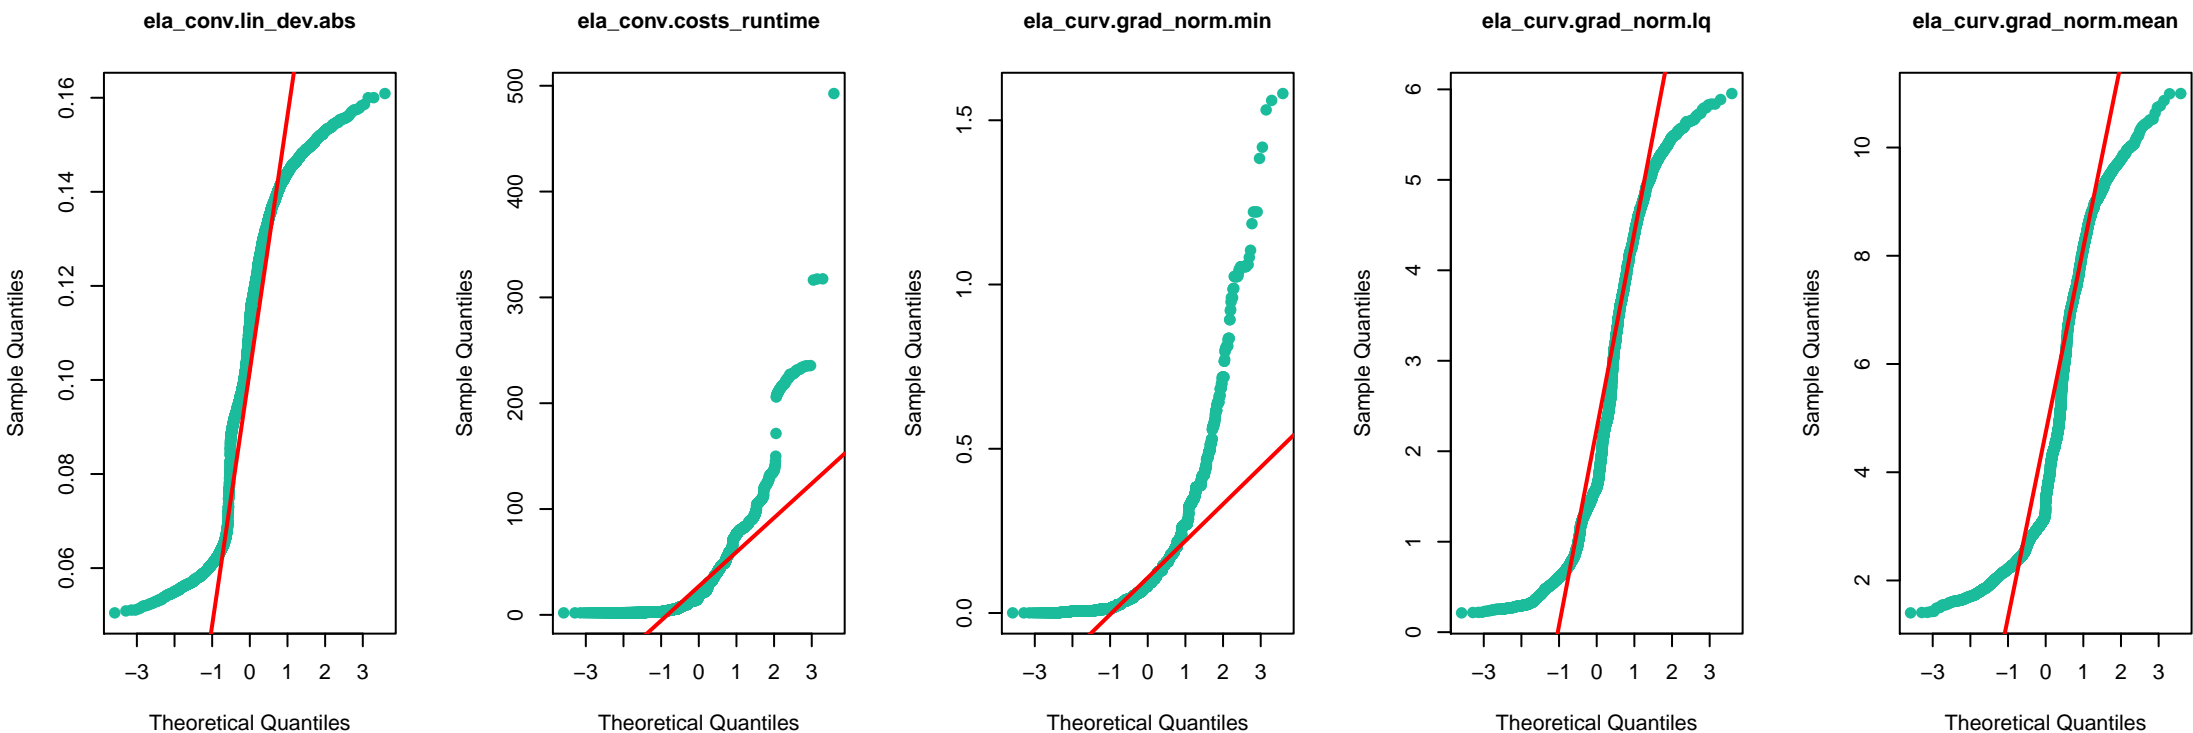 ela_conv.lin_dev.abs
Sample Quantiles
0.06 0.08 0.10 0.12 0.14 0.16
−3 −1 0 1 2 3
Theoretical Quantiles
ela_conv.costs_runtime
Sample Quantiles
0 100 200 300 400 500
−3 −1 0 1 2 3
Theoretical Quantiles
ela_curv.grad_norm.min
Sample Quantiles
0.0 0.5 1.0 1.5
−3 −1 0 1 2 3
Theoretical Quantiles
ela_curv.grad_norm.lq
Sample Quantiles
0 1 2 3 4 5 6
−3 −1 0 1 2 3
Theoretical Quantiles
ela_curv.grad_norm.mean
Sample Quantiles
2 4 6 8 10
−3 −1 0 1 2 3
Theoretical Quantiles